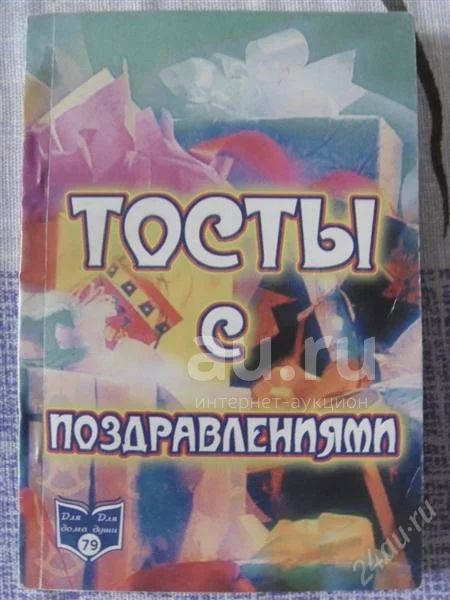 ТОСТЫ
С
au.ru
интернет-аукцион
ПОЗДРАВЛЕНИЯМИ
Для Для
дома души
79
24au.ru